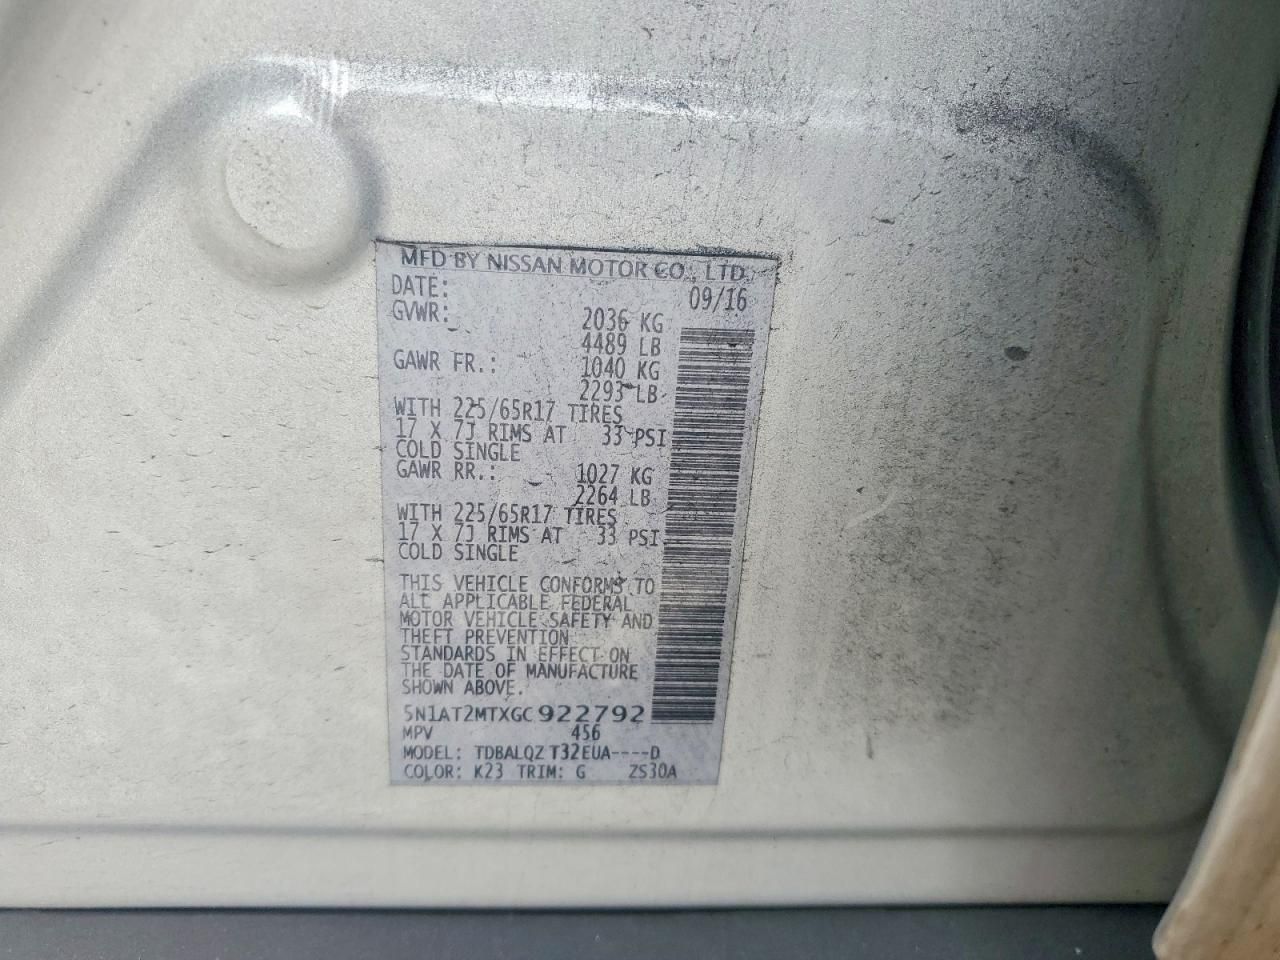 MFD BY NISSAN MOTOR CO., LTD.
DATE: 09/16
GVWR: 2036 KG
4489 LB
GAWR FR.: 1040 KG
2293 LB
WITH 225/65R17 TIRES
17 X 7J RIMS AT 33 PSI
COLD SINGLE
GAWR RR.: 1027 KG
2264 LB
WITH 225/65R17 TIRES
17 X 7J RIMS AT 33 PSI
COLD SINGLE
THIS VEHICLE CONFORMS TO
ALL APPLICABLE FEDERAL
MOTOR VEHICLE SAFETY AND
THEFT PREVENTION
STANDARDS IN EFFECT ON
THE DATE OF MANUFACTURE
SHOWN ABOVE.
5N1AT2MTXGC922792
MPV 456
MODEL: TDBALQZ T32EUA----D
COLOR: K23 TRIM: G ZS30A